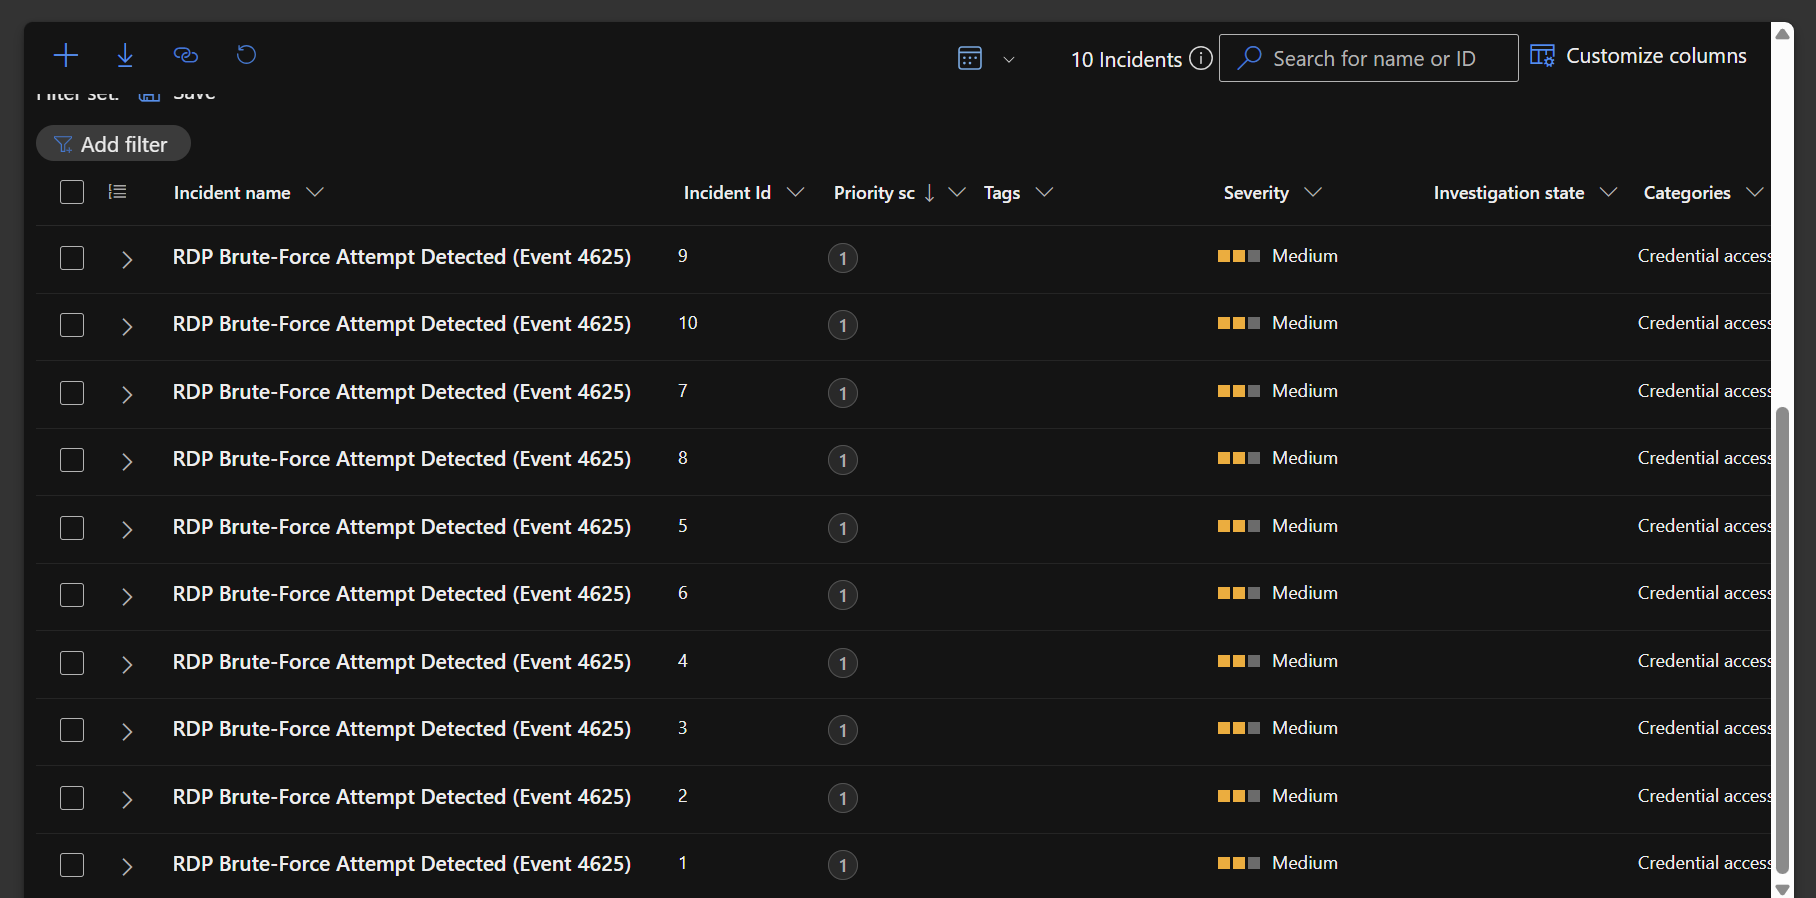 10 Incidents
Search for name or ID
Customize columns
Filter set:
Save
Add filter
Incident name Incident Id Priority sc Tags Severity Investigation state Categories
RDP Brute-Force Attempt Detected (Event 4625) 9 1 Medium Credential access
RDP Brute-Force Attempt Detected (Event 4625) 10 1 Medium Credential access
RDP Brute-Force Attempt Detected (Event 4625) 7 1 Medium Credential access
RDP Brute-Force Attempt Detected (Event 4625) 8 1 Medium Credential access
RDP Brute-Force Attempt Detected (Event 4625) 5 1 Medium Credential access
RDP Brute-Force Attempt Detected (Event 4625) 6 1 Medium Credential access
RDP Brute-Force Attempt Detected (Event 4625) 4 1 Medium Credential access
RDP Brute-Force Attempt Detected (Event 4625) 3 1 Medium Credential access
RDP Brute-Force Attempt Detected (Event 4625) 2 1 Medium Credential access
RDP Brute-Force Attempt Detected (Event 4625) 1 1 Medium Credential access